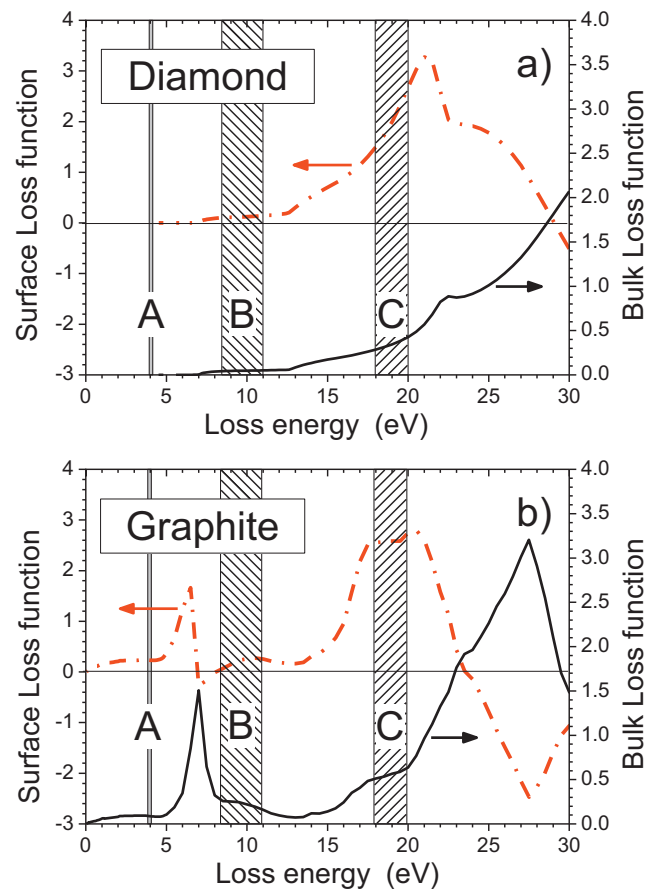 a)
Diamond
4
3
2
1
0
-1
-2
-3
Surface Loss function
4.0
3.5
3.0
2.5
2.0
1.5
1.0
0.5
0.0
Bulk Loss function
A B C
0 5 10 15 20 25 30
Loss energy (eV)
b)
Graphite
4
3
2
1
0
-1
-2
-3
Surface Loss function
4.0
3.5
3.0
2.5
2.0
1.5
1.0
0.5
0.0
Bulk Loss function
A B C
0 5 10 15 20 25 30
Loss energy (eV)